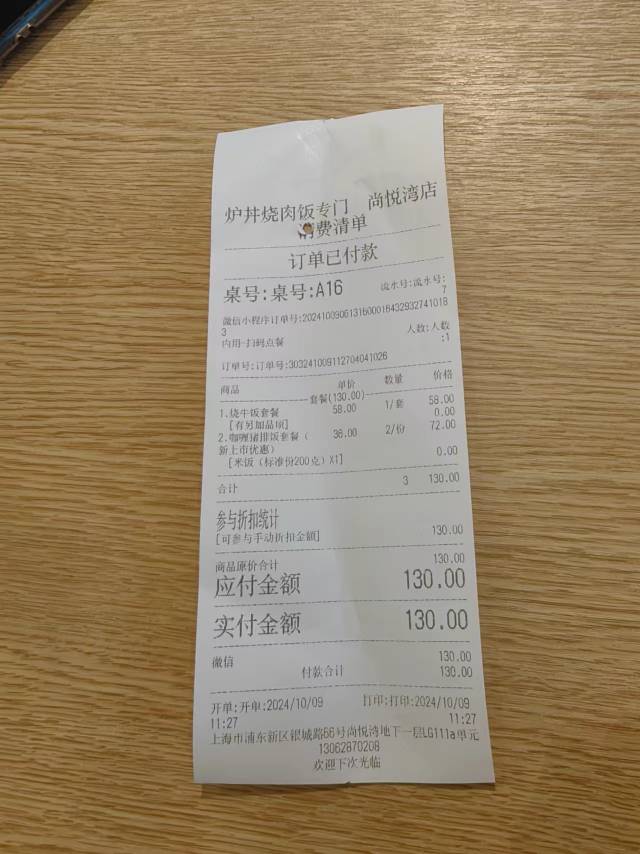 炉井烧肉饭专门 尚悦湾店
消费清单
订单已付款
桌号:桌号:A16 流水号:流水号:
7
微信小程序订单号:2024100906131600016432932741018
3
内用-扫码点餐 人数:人数
:1
订单号:订单号:303241009112704041026
商品 单价 数量 价格
套餐(130.00)
1.烧牛饭套餐 58.00 1/套 58.00
[有另加品项] 0.00
2.咖喱猪排饭套餐( 36.00 2/份 72.00
新上市优惠)
[米饭(标准份200克)X1] 0.00
合计 3 130.00
参与折扣统计
[可参与手动折扣金额] 130.00
商品原价合计 130.00
应付金额 130.00
实付金额 130.00
微信 130.00
付款合计 130.00
开单:开单:2024/10/09 打印:打印:2024/10/09
11:27 11:27
上海市浦东新区银城路66号尚悦湾地下一层LG111a单元
13062870208
欢迎下次光临